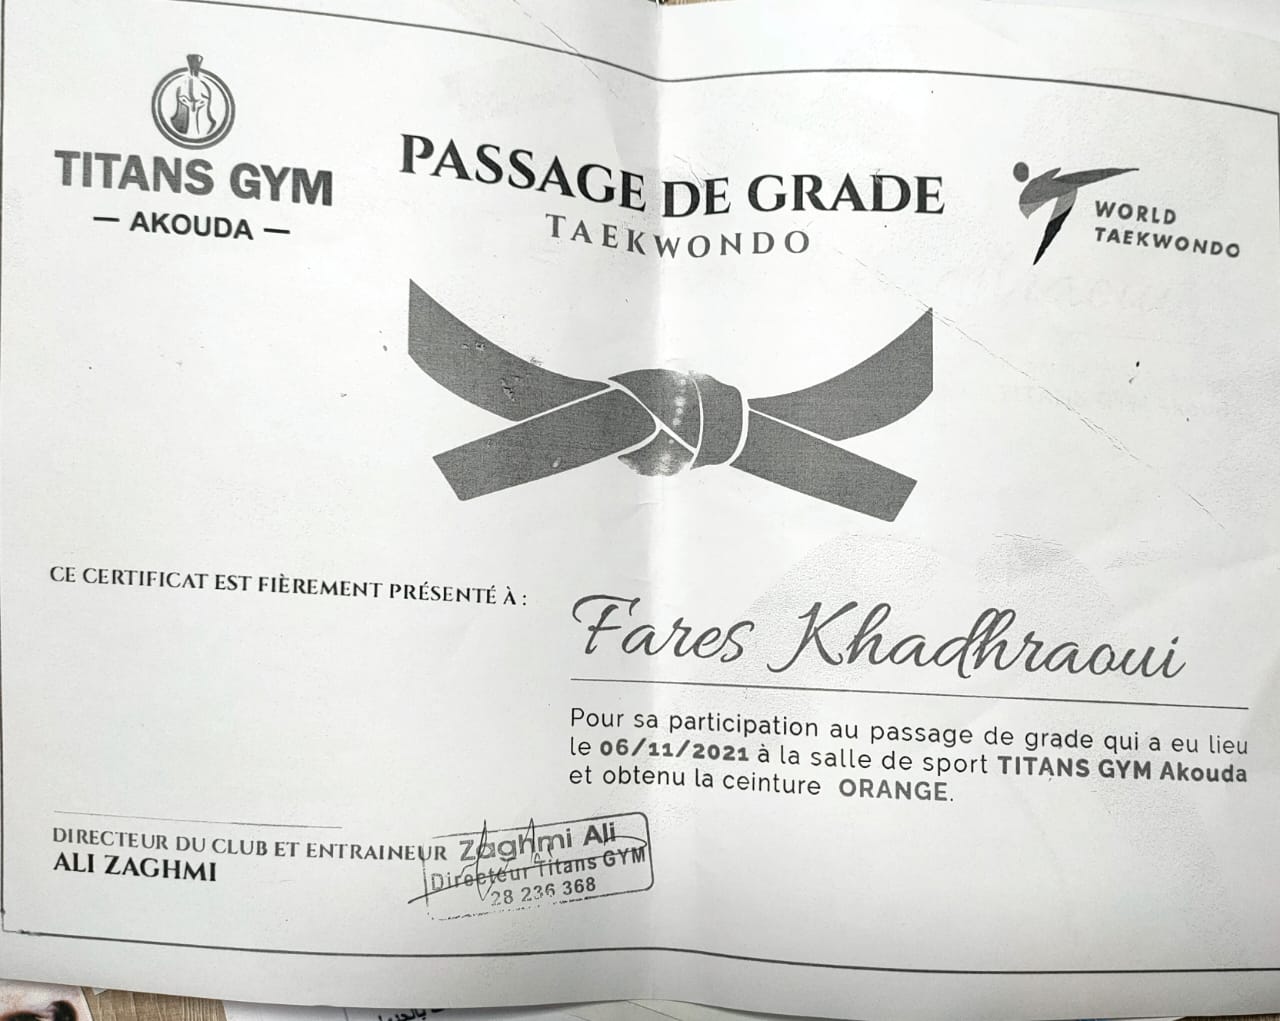 TITANS GYM
— AKOUDA —
PASSAGE DE GRADE
TAEKWONDO
WORLD
TAEKWONDO
CE CERTIFICAT EST FIÈREMENT PRÉSENTÉ À :
Fares Khadhraoui
Pour sa participation au passage de grade qui a eu lieu
le 06/11/2021 à la salle de sport TITANS GYM Akouda
et obtenu la ceinture ORANGE.
DIRECTEUR DU CLUB ET ENTRAINEUR
ALI ZAGHMI
Zaghmi Ali
Directeur Titans GYM
28 236 368